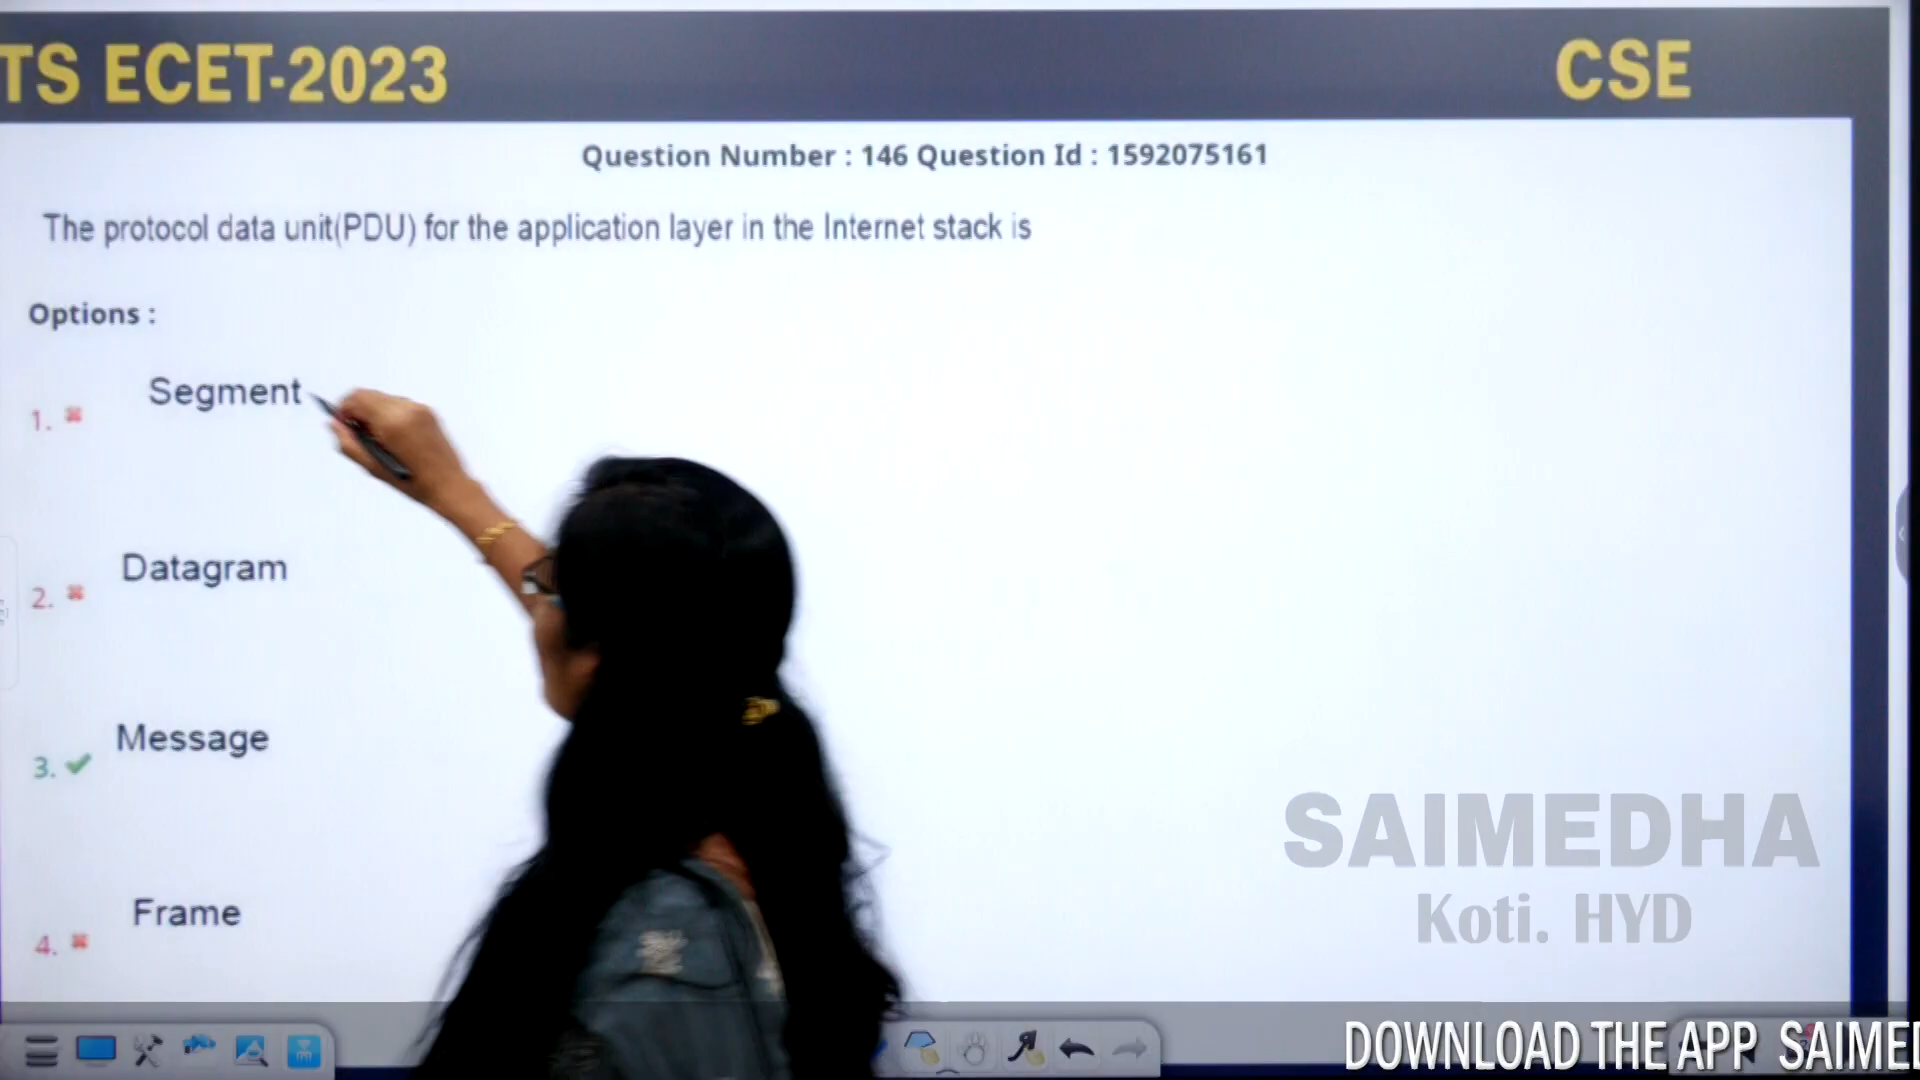 TS ECET-2023
CSE
Question Number : 146 Question Id : 1592075161
The protocol data unit(PDU) for the application layer in the Internet stack is
Options :
Segment
1.
Datagram
2.
Message
3.
Frame
4.
SAIMEDHA
Koti. HYD
DOWNLOAD THE APP SAIMED